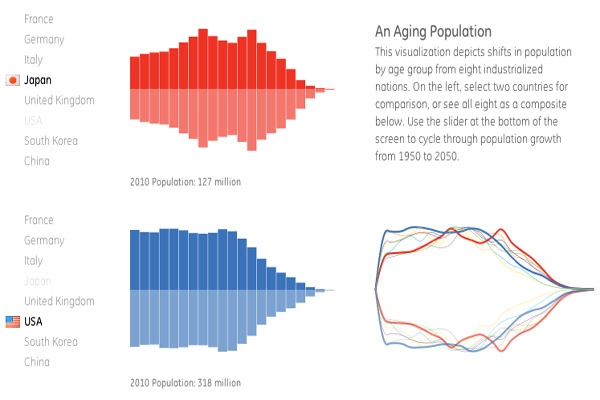 France
Germany
Italy
Japan
United Kingdom
USA
South Korea
China
2010 Population: 127 million
An Aging Population
This visualization depicts shifts in population
by age group from eight industrialized
nations. On the left, select two countries for
comparison, or see all eight as a composite
below. Use the slider at the bottom of the
screen to cycle through population growth
from 1950 to 2050.
France
Germany
Italy
Japan
United Kingdom
USA
South Korea
China
2010 Population: 318 million